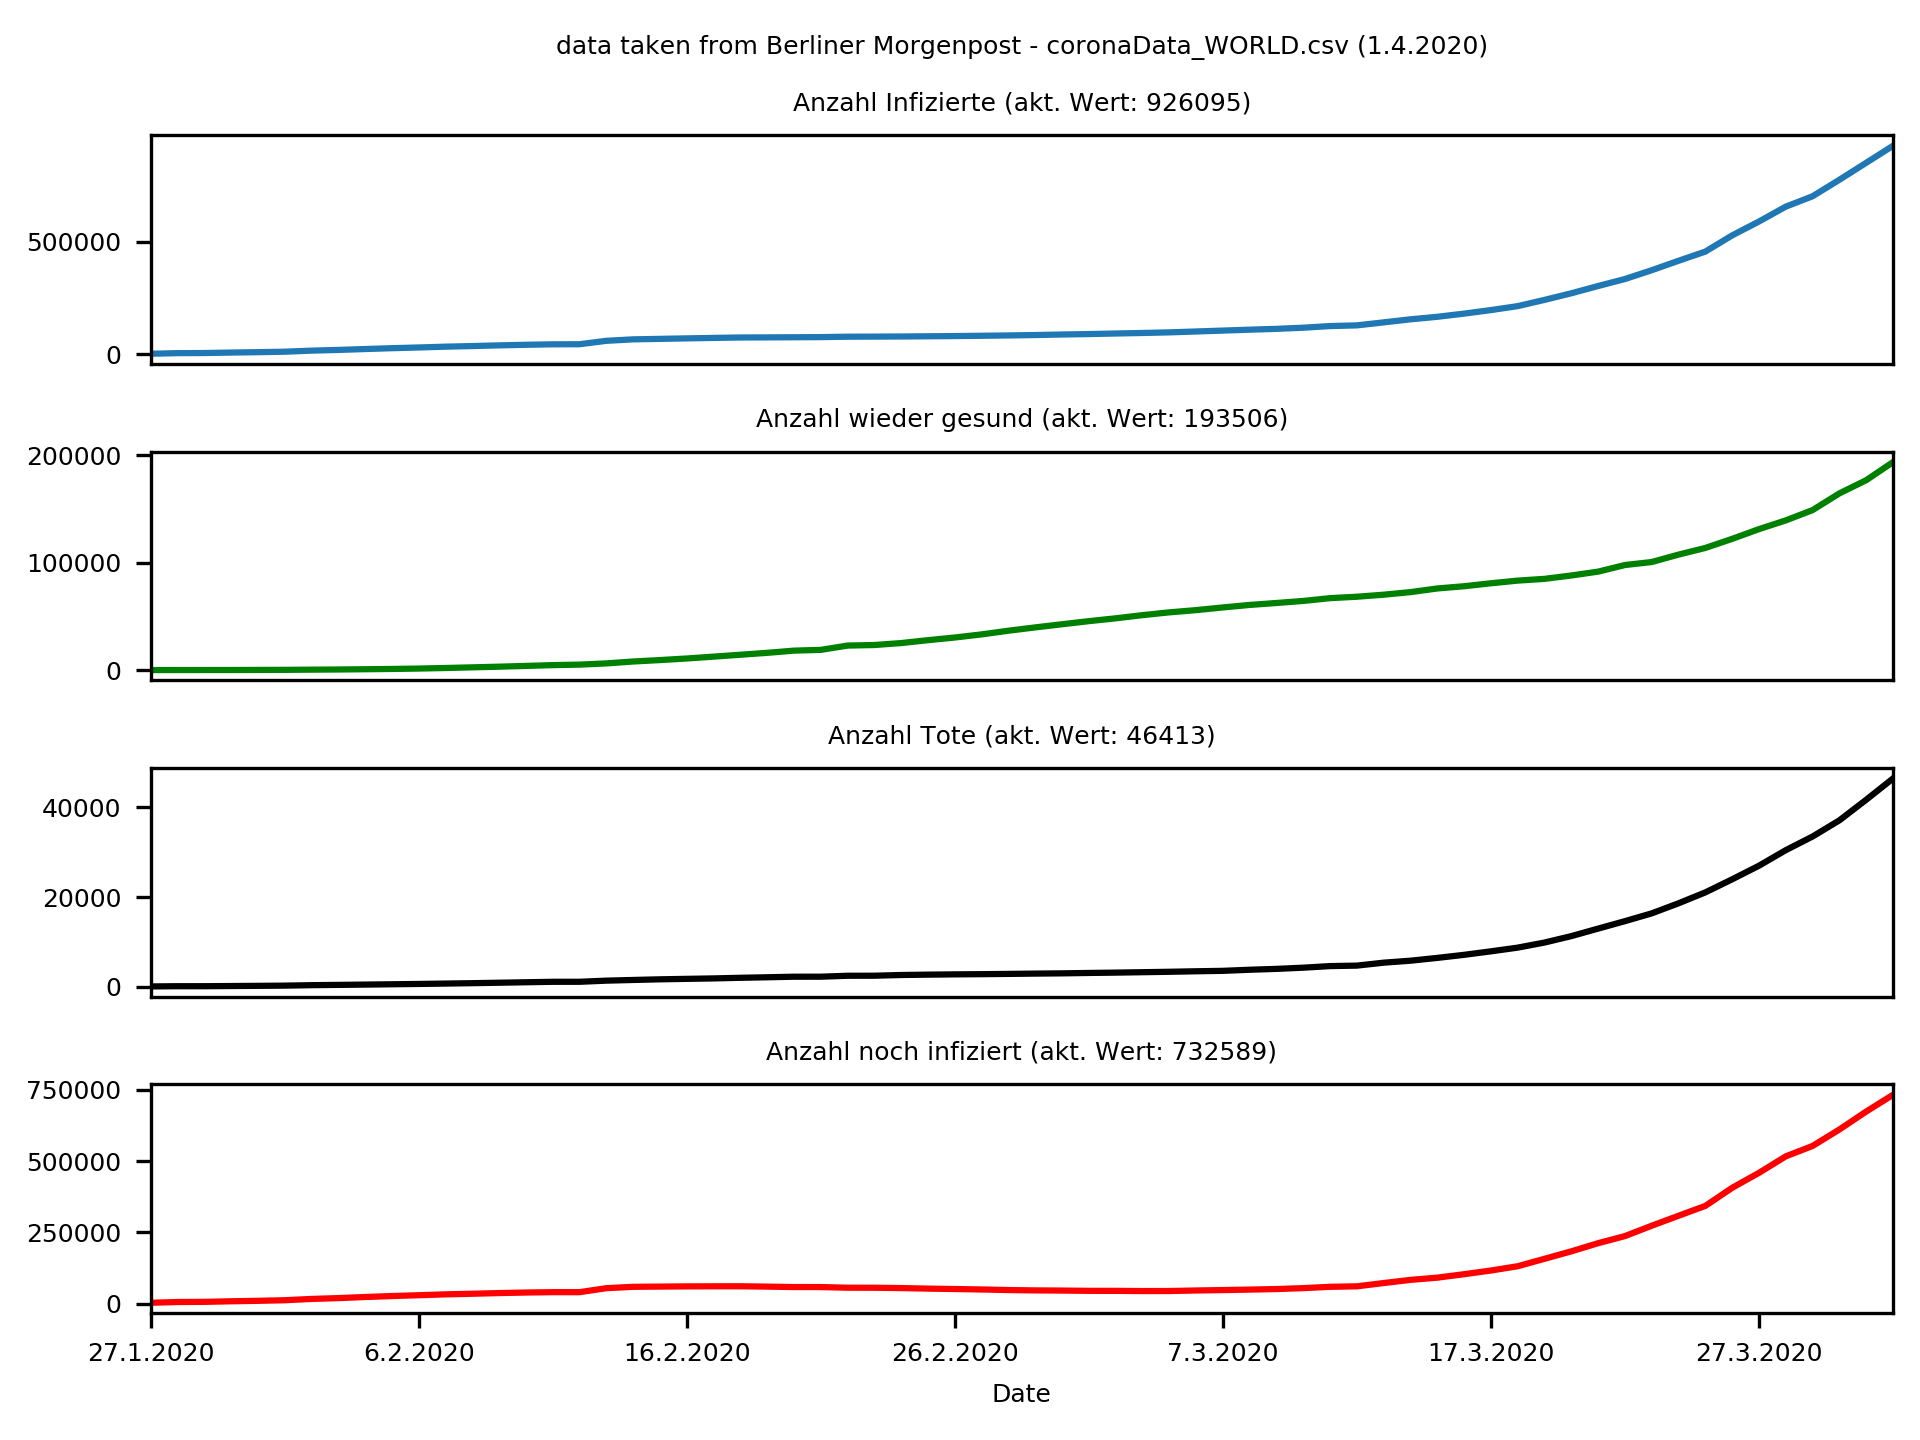 data taken from Berliner Morgenpost - coronaData_WORLD.csv (1.4.2020)
Anzahl Infizierte (akt. Wert: 926095)
500000
0
Anzahl wieder gesund (akt. Wert: 193506)
200000
100000
0
Anzahl Tote (akt. Wert: 46413)
40000
20000
0
Anzahl noch infiziert (akt. Wert: 732589)
750000
500000
250000
0
27.1.2020 6.2.2020 16.2.2020 26.2.2020 7.3.2020 17.3.2020 27.3.2020
Date